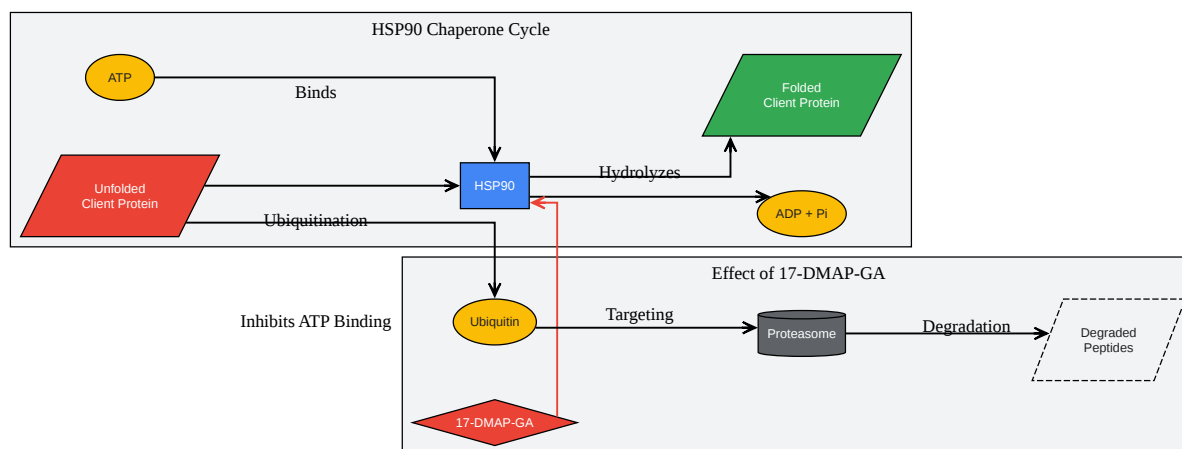 HSP90 Chaperone Cycle
ATP
Binds
Folded
Client Protein
Unfolded
Client Protein
HSP90
Hydrolyzes
Ubiquitination
ADP + Pi
Effect of 17-DMAP-GA
Inhibits ATP Binding
Ubiquitin
Targeting
Proteasome
Degradation
Degraded
Peptides
17-DMAP-GA